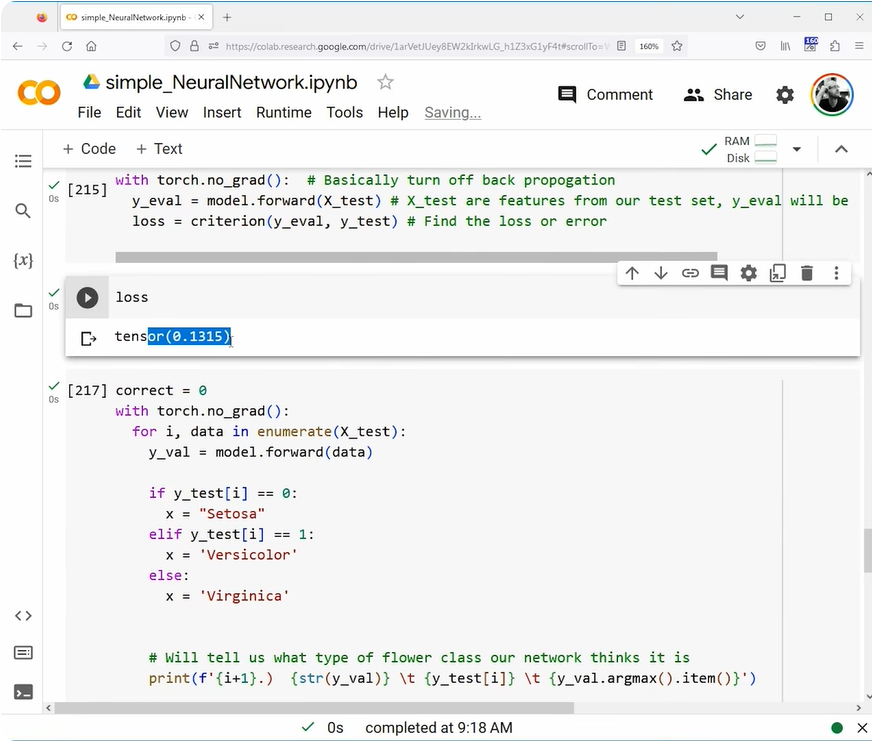 simple_NeuralNetwork.ipynb -
https://colab.research.google.com/drive/1arVetJUey8EW2kIrkwLG_h1Z3xG1yF4t#scrollTo=
160%
160
simple_NeuralNetwork.ipynb
File Edit View Insert Runtime Tools Help Saving...
Comment
Share
+ Code + Text
RAM
Disk
0s
[215]
with torch.no_grad():  # Basically turn off back propogation
y_eval = model.forward(X_test) # X_test are features from our test set, y_eval will be
loss = criterion(y_eval, y_test) # Find the loss or error
0s
loss
tensor(0.1315)
0s
[217] correct = 0
with torch.no_grad():
for i, data in enumerate(X_test):
y_val = model.forward(data)
if y_test[i] == 0:
x = "Setosa"
elif y_test[i] == 1:
x = 'Versicolor'
else:
x = 'Virginica'
# Will tell us what type of flower class our network thinks it is
print(f'{i+1}.)  {str(y_val)} \t {y_test[i]} \t {y_val.argmax().item()}')
0s completed at 9:18 AM